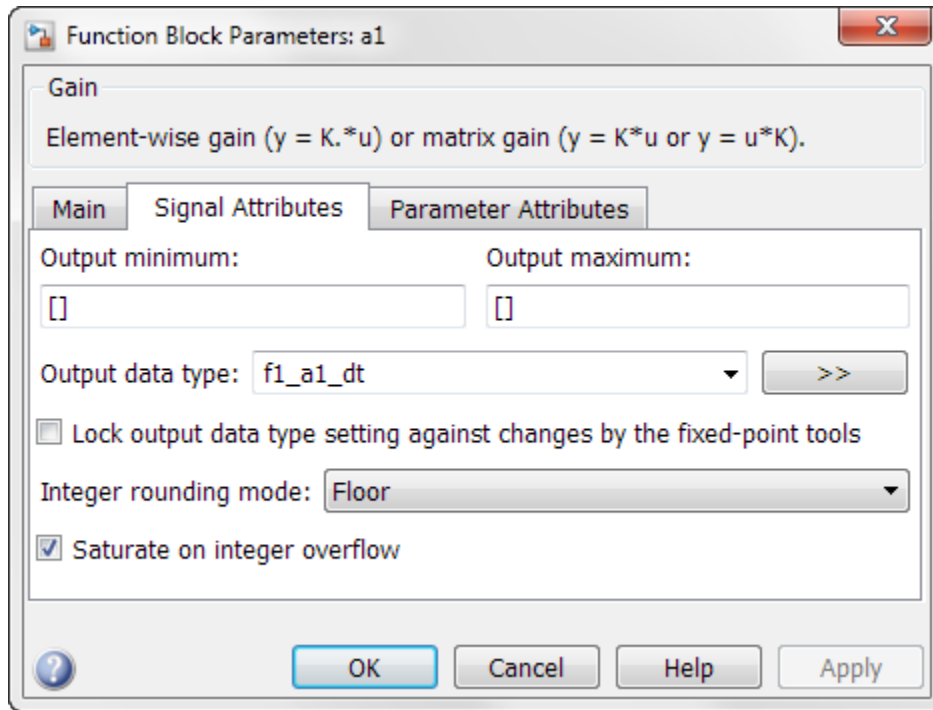 Function Block Parameters: a1
Gain
Element-wise gain (y = K.*u) or matrix gain (y = K*u or y = u*K).
Main Signal Attributes Parameter Attributes
Output minimum: Output maximum:
[] []
Output data type: f1_a1_dt >>
Lock output data type setting against changes by the fixed-point tools
Integer rounding mode: Floor
Saturate on integer overflow
OK Cancel Help Apply